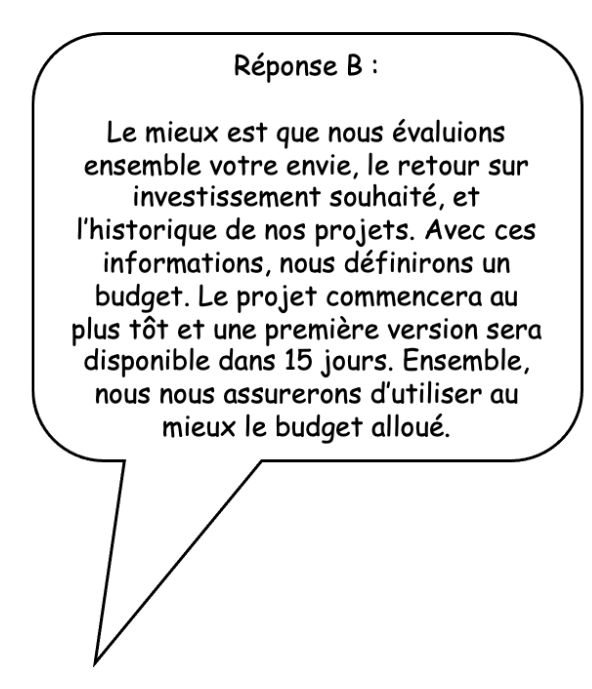 Réponse B :
Le mieux est que nous évaluions
ensemble votre envie, le retour sur
investissement souhaité, et
l'historique de nos projets. Avec ces
informations, nous définirons un
budget. Le projet commencera au
plus tôt et une première version sera
disponible dans 15 jours. Ensemble,
nous nous assurerons d'utiliser au
mieux le budget alloué.